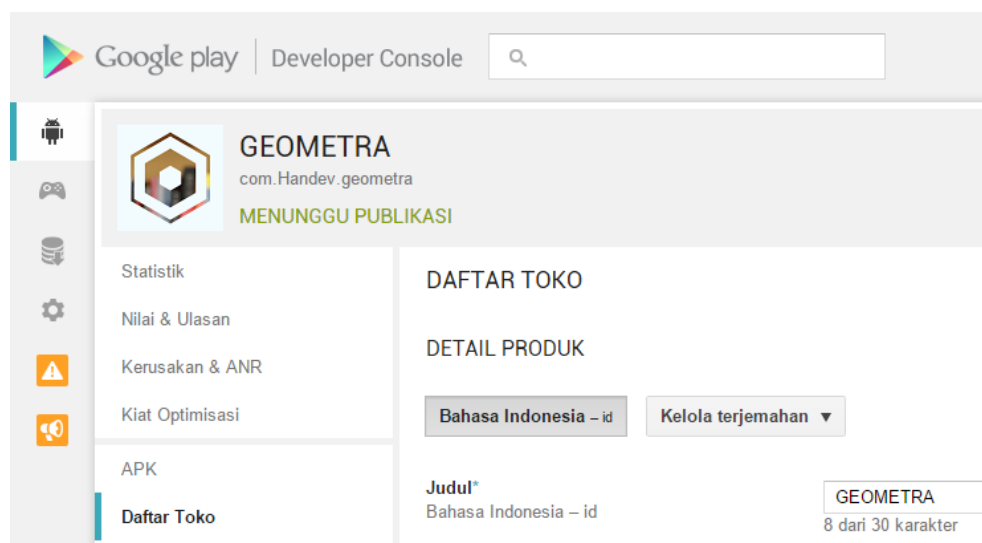 Google play Developer Console
GEOMETRA
com.Handev.geometra
MENUNGGU PUBLIKASI
Statistik
Nilai & Ulasan
Kerusakan & ANR
Kiat Optimisasi
APK
Daftar Toko
DAFTAR TOKO
DETAIL PRODUK
Bahasa Indonesia – id Kelola terjemahan ▼
Judul*
Bahasa Indonesia – id
GEOMETRA
8 dari 30 karakter